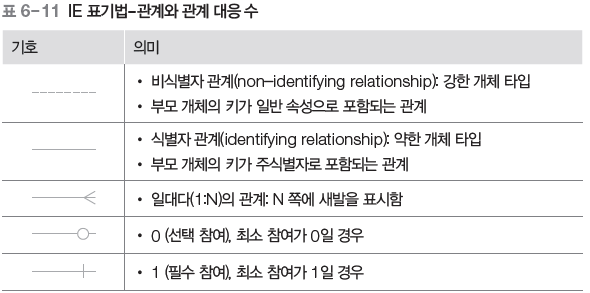 표 6-11 IE 표기법-관계와 관계 대응 수
기호 의미
• 비식별자 관계(non-identifying relationship): 강한 개체 타입
• 부모 개체의 키가 일반 속성으로 포함되는 관계
• 식별자 관계(identifying relationship): 약한 개체 타입
• 부모 개체의 키가 주식별자로 포함되는 관계
• 일대다(1:N)의 관계: N 쪽에 새발을 표시함
• 0 (선택 참여), 최소 참여가 0일 경우
• 1 (필수 참여), 최소 참여가 1일 경우